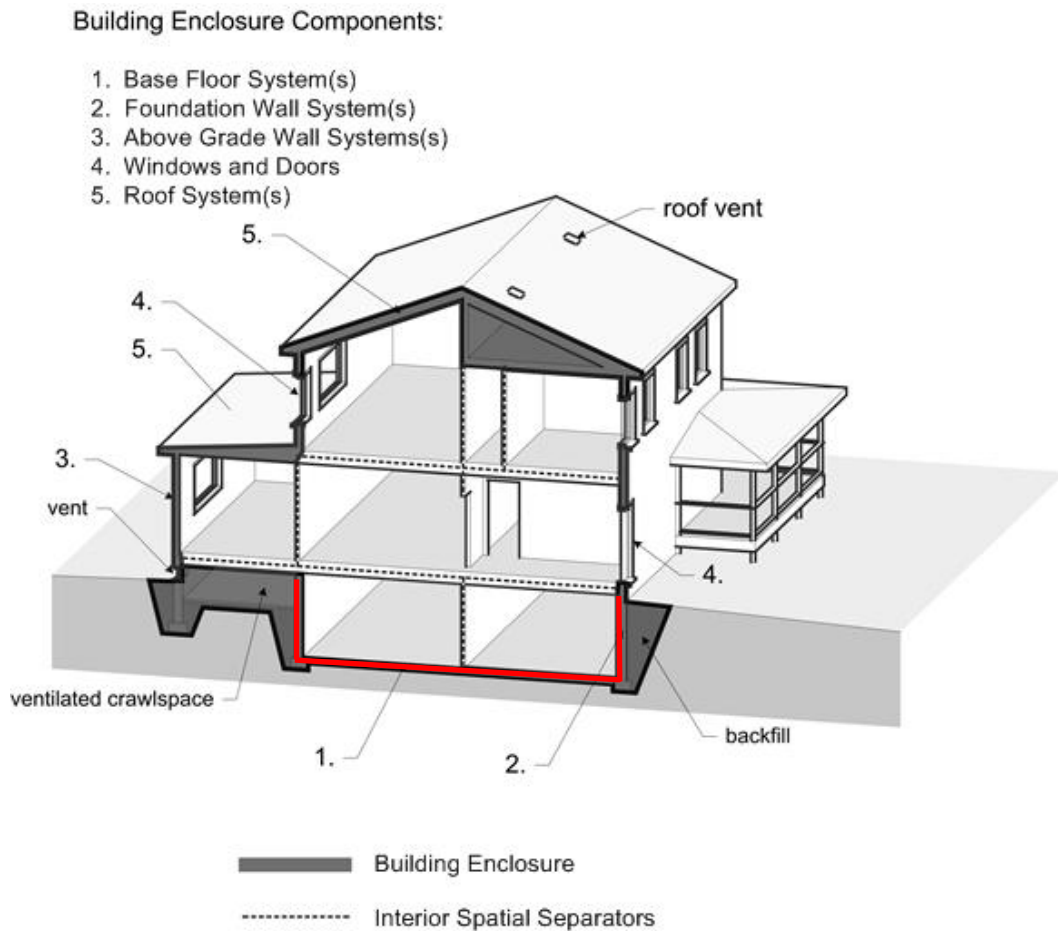 Building Enclosure Components:
1. Base Floor System(s)
2. Foundation Wall System(s)
3. Above Grade Wall Systems(s)
4. Windows and Doors
5. Roof System(s)
roof vent
5.
4.
5.
3.
vent
4.
ventilated crawlspace
backfill
1.
2.
Building Enclosure
Interior Spatial Separators